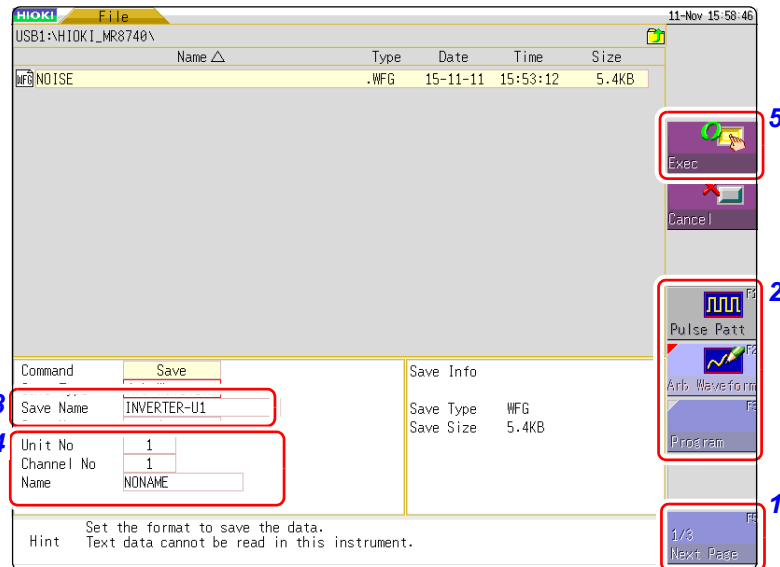 HIOKI File 11-Nov 15:58:46
USB1:\HIOKI_MR8740\
Name Type Date Time Size
WFG NOISE .WFG 15-11-11 15:53:12 5.4KB
5
Exec
Cancel
2
F1
Pulse Patt
F2
Arb Waveform
F3
Program
Command Save
Save Info
3
Save Name INVERTER-U1
Save Type WFG
Save Size 5.4KB
4
Unit No 1
Channel No 1
Name NONAME
1
F5
1/3
Next Page
Hint Set the format to save the data.
Text data cannot be read in this instrument.